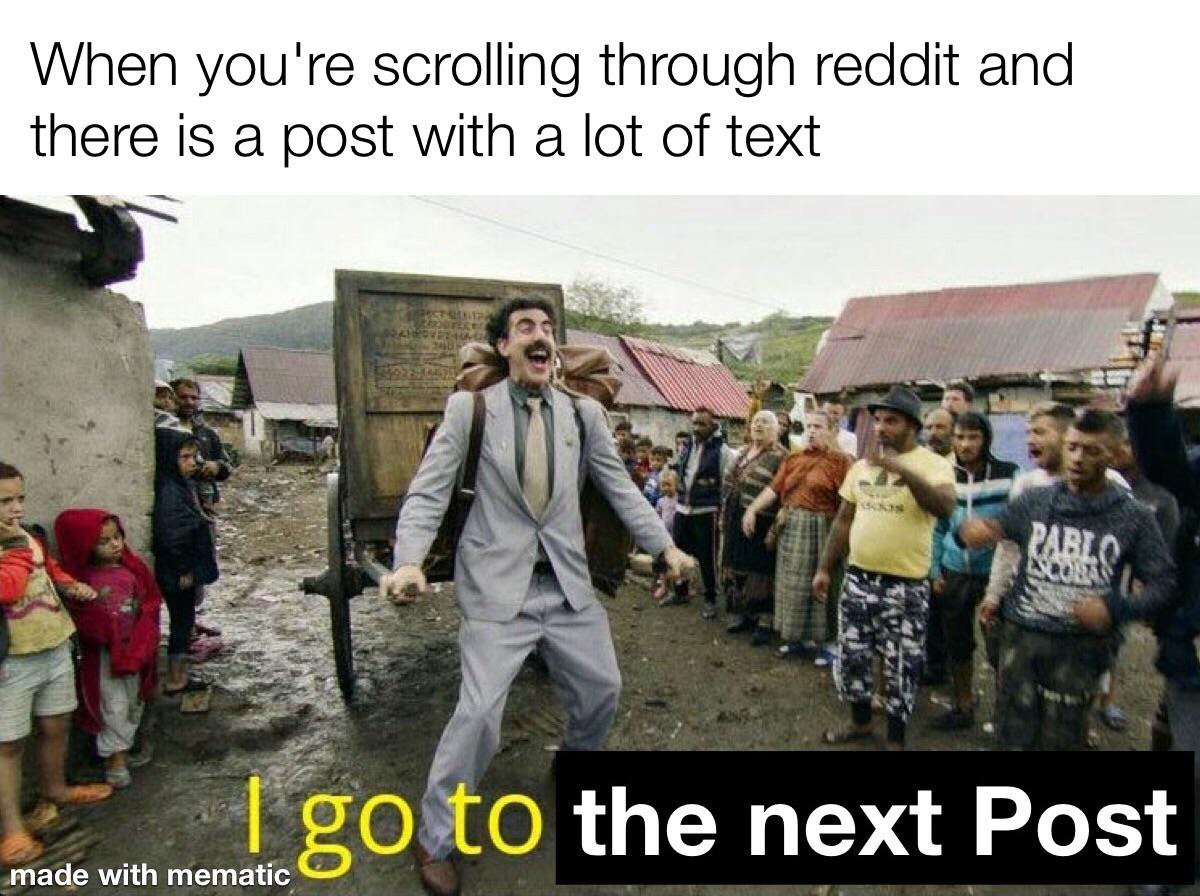 When you're scrolling through reddit and
there is a post with a lot of text
PABLO
ESCOBAR
I go to the next Post
made with mematic